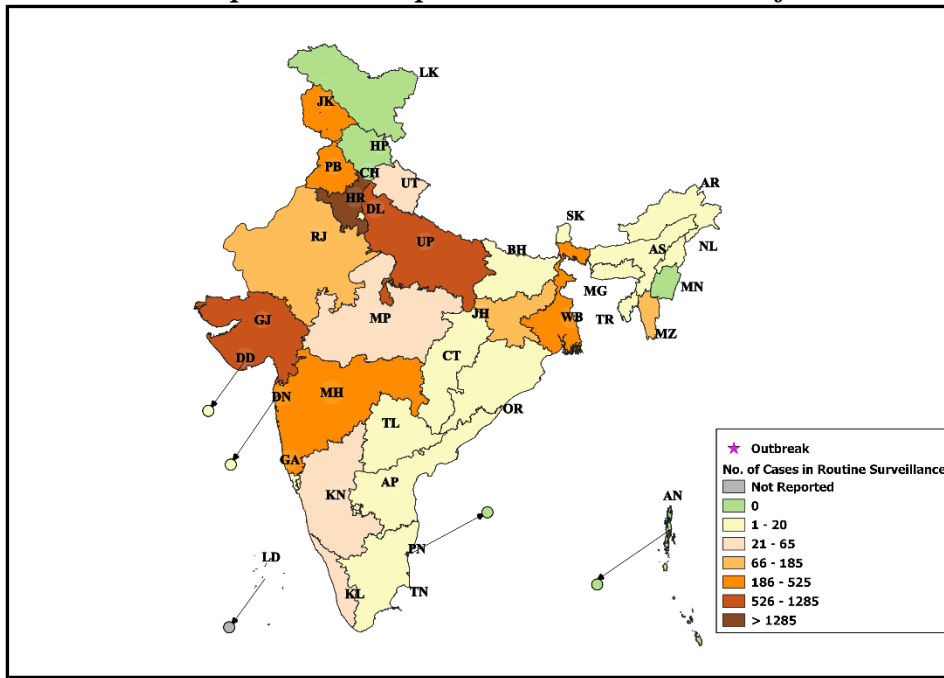 LK
JK
HP
PB
CH
UT
HR
DL
AR
SK
RJ
UP
BH
AS
NL
MG
MN
GJ
MP
JH
WB
TR
MZ
DD
CT
DN
MH
OR
TL
GA
AP
KN
AN
PN
LD
KL
TN
Outbreak
No. of Cases in Routine Surveillance
Not Reported
0
1 - 20
21 - 65
66 - 185
186 - 525
526 - 1285
> 1285